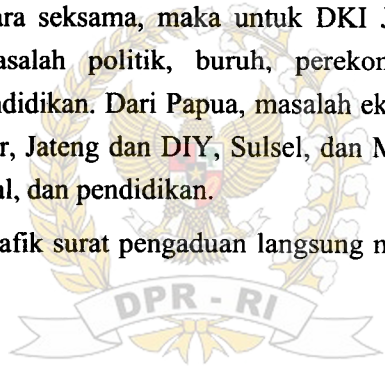 ara seksama, maka untuk DKI J
asalah politik, buruh, perekon
ndidikan. Dari Papua, masalah ek
r, Jateng dan DIY, Sulsel, dan M
al, dan pendidikan.
afik surat pengaduan langsung n
DPR - RI